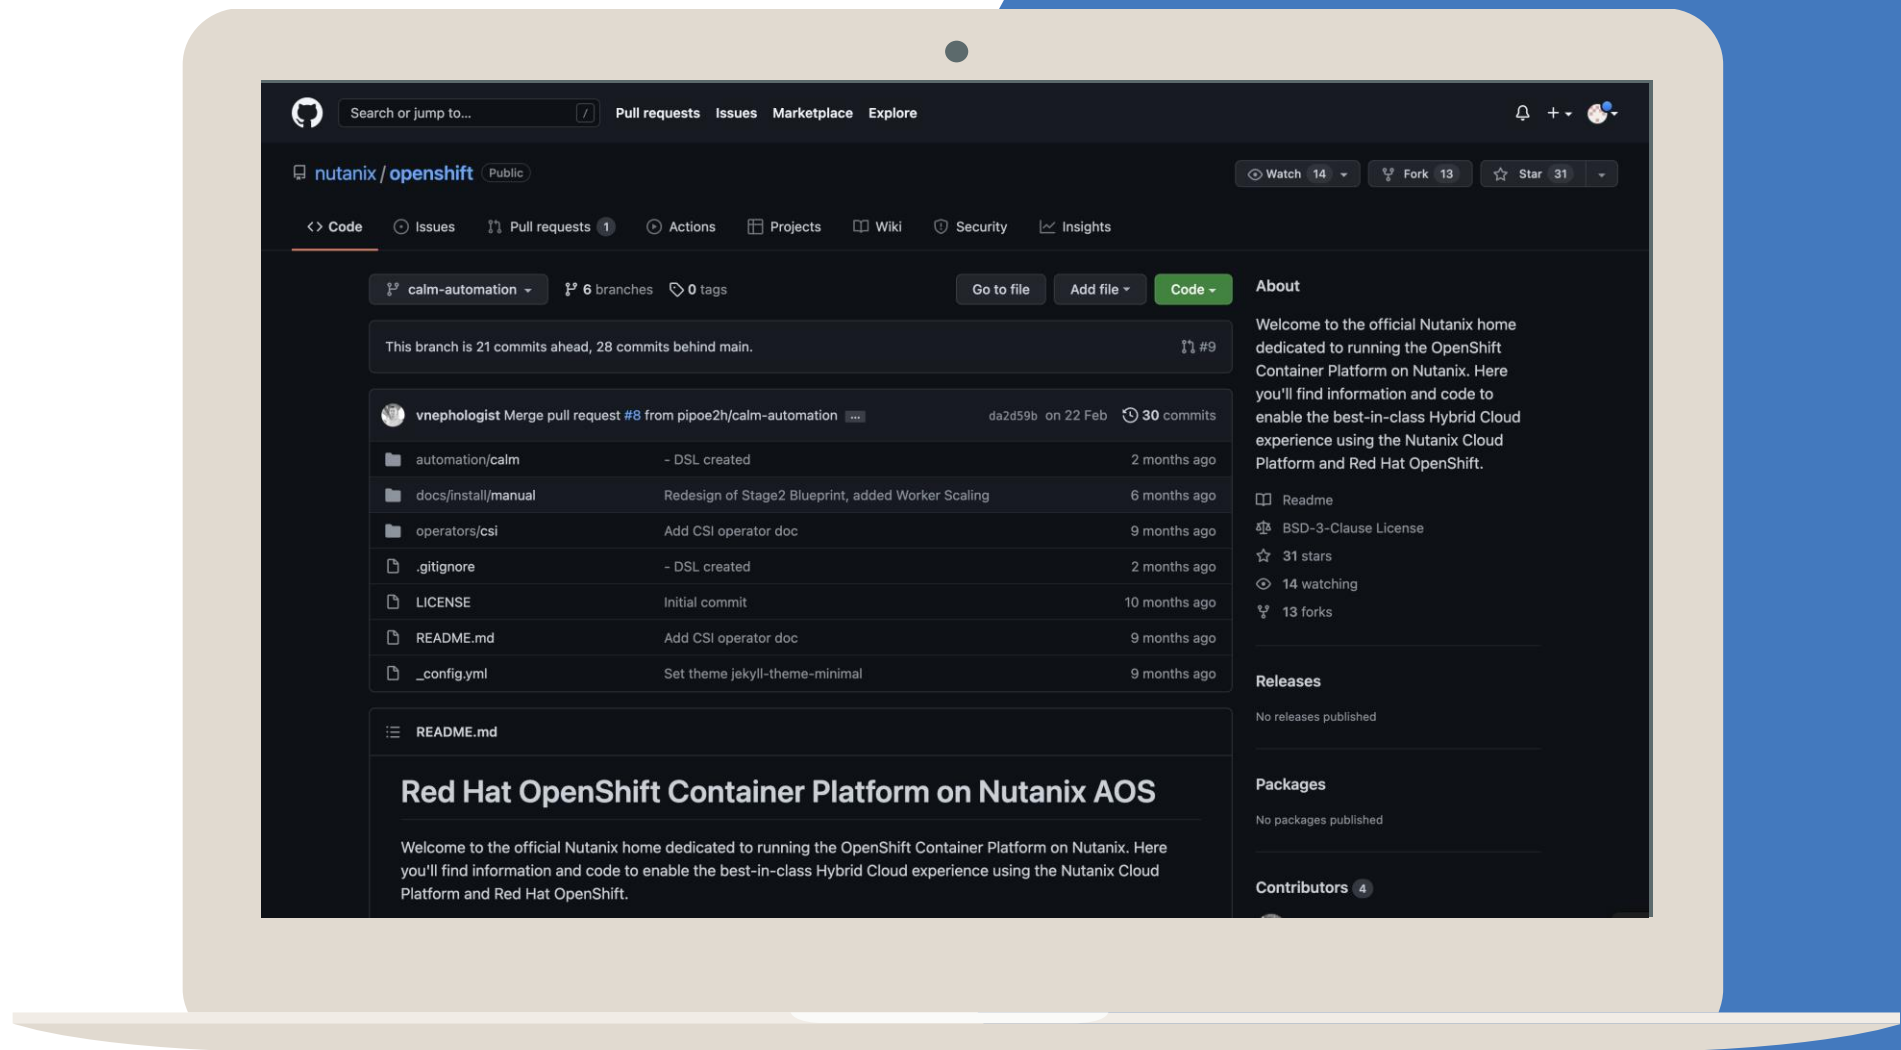 Search or jump to... /
Pull requests Issues Marketplace Explore
nutanix / openshift Public
Watch 14 Fork 13 Star 31
<> Code Issues Pull requests 1 Actions Projects Wiki Security Insights
calm-automation 6 branches 0 tags Go to file Add file Code
This branch is 21 commits ahead, 28 commits behind main. #9
vnephologist Merge pull request #8 from pipoe2h/calm-automation ... da2d59b on 22 Feb 30 commits
automation/calm - DSL created 2 months ago
docs/install/manual Redesign of Stage2 Blueprint, added Worker Scaling 6 months ago
operators/csi Add CSI operator doc 9 months ago
.gitignore - DSL created 2 months ago
LICENSE Initial commit 10 months ago
README.md Add CSI operator doc 9 months ago
_config.yml Set theme jekyll-theme-minimal 9 months ago
README.md
Red Hat OpenShift Container Platform on Nutanix AOS
Welcome to the official Nutanix home dedicated to running the OpenShift Container Platform on Nutanix. Here
you'll find information and code to enable the best-in-class Hybrid Cloud experience using the Nutanix Cloud
Platform and Red Hat OpenShift.
About
Welcome to the official Nutanix home
dedicated to running the OpenShift
Container Platform on Nutanix. Here
you'll find information and code to
enable the best-in-class Hybrid Cloud
experience using the Nutanix Cloud
Platform and Red Hat OpenShift.
Readme
BSD-3-Clause License
31 stars
14 watching
13 forks
Releases
No releases published
Packages
No packages published
Contributors 4